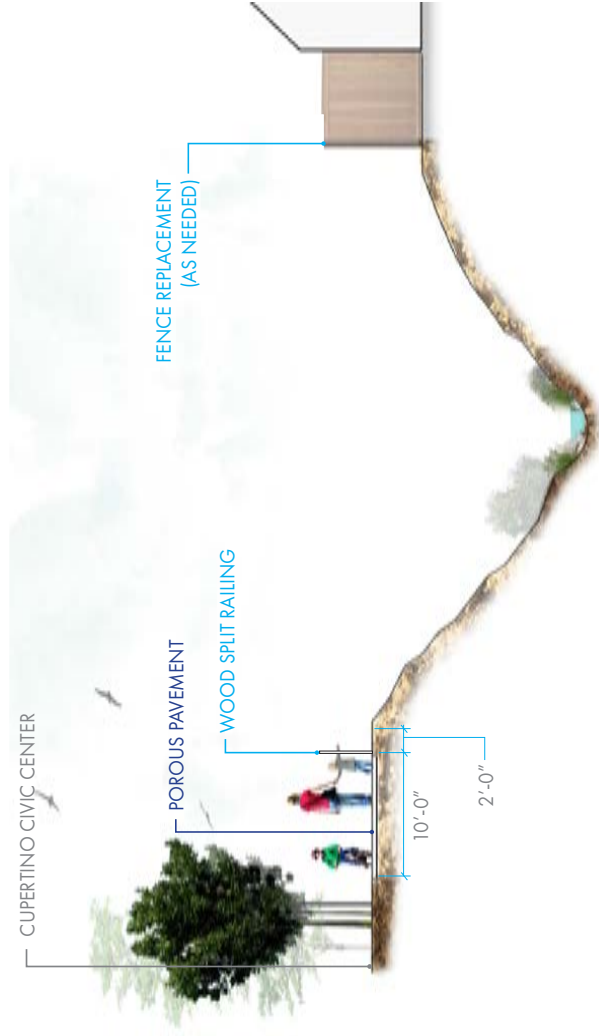 CUPERTINO CIVIC CENTER
POROUS PAVEMENT
WOOD SPLIT RAILING
FENCE REPLACEMENT
(AS NEEDED)
10'-0"
2'-0"